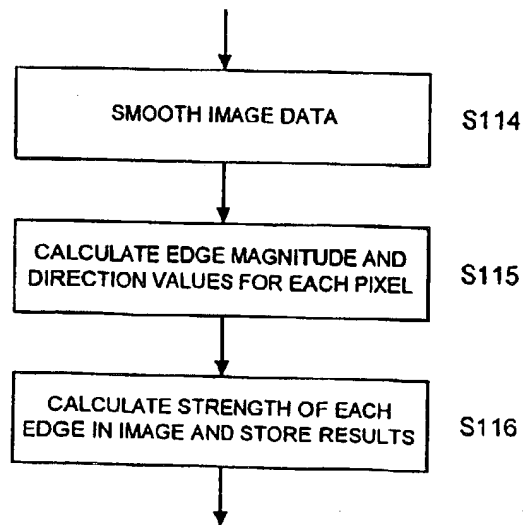 SMOOTH IMAGE DATA
S114
CALCULATE EDGE MAGNITUDE AND
DIRECTION VALUES FOR EACH PIXEL
S115
CALCULATE STRENGTH OF EACH
EDGE IN IMAGE AND STORE RESULTS
S116